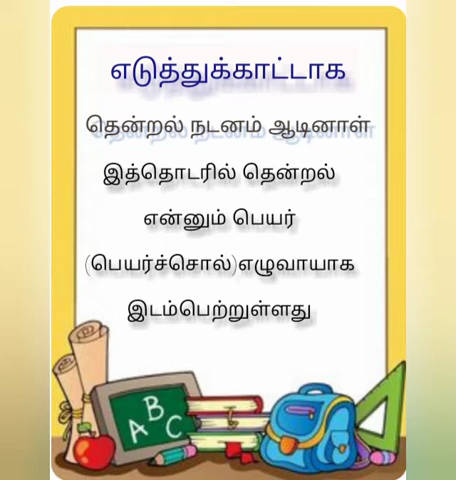 எடுத்துக்காட்டாக
தென்றல் நடனம் ஆடினாள்
இத்தொடரில் தென்றல்
என்னும் பெயர்
(பெயர்ச்சொல்)எழுவாயாக
இடம்பெற்றுள்ளது
A B C